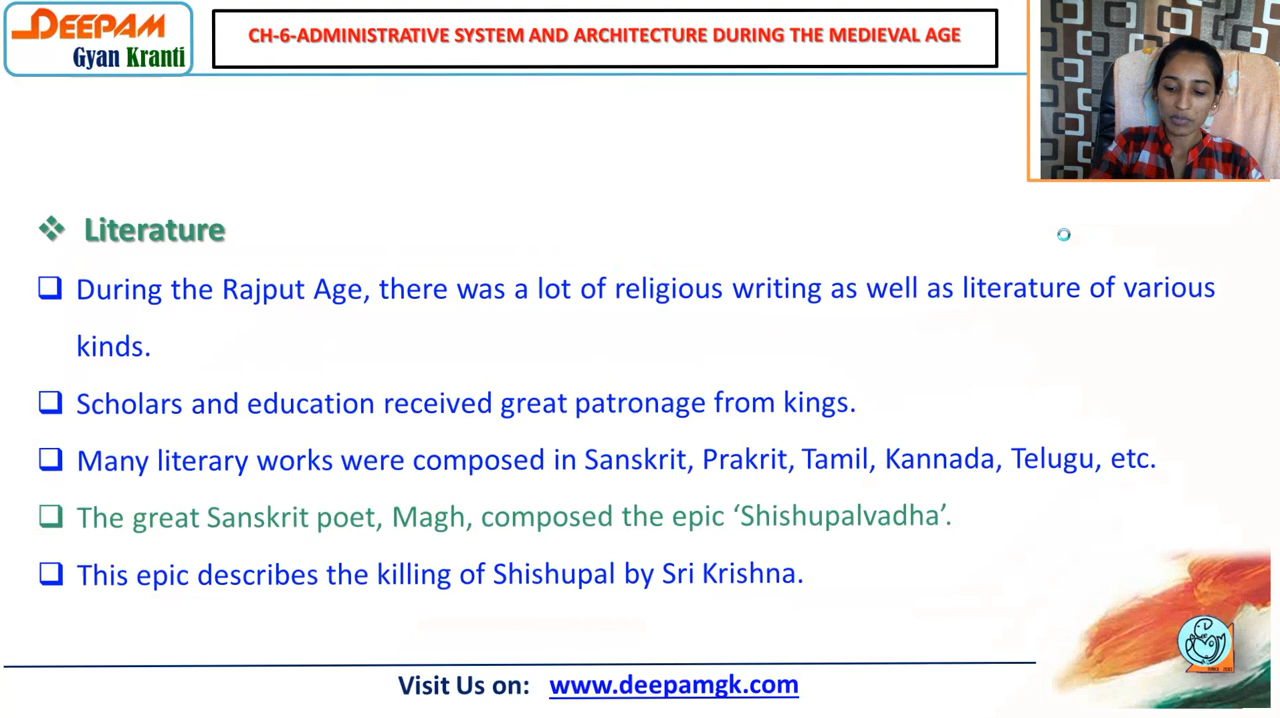 DEEPAM
Gyan Kranti
CH-6-ADMINISTRATIVE SYSTEM AND ARCHITECTURE DURING THE MEDIEVAL AGE
❖ Literature
❑ During the Rajput Age, there was a lot of religious writing as well as literature of various
kinds.
❑ Scholars and education received great patronage from kings.
❑ Many literary works were composed in Sanskrit, Prakrit, Tamil, Kannada, Telugu, etc.
❑ The great Sanskrit poet, Magh, composed the epic ‘Shishupalvadha’.
❑ This epic describes the killing of Shishupal by Sri Krishna.
Visit Us on: www.deepamgk.com